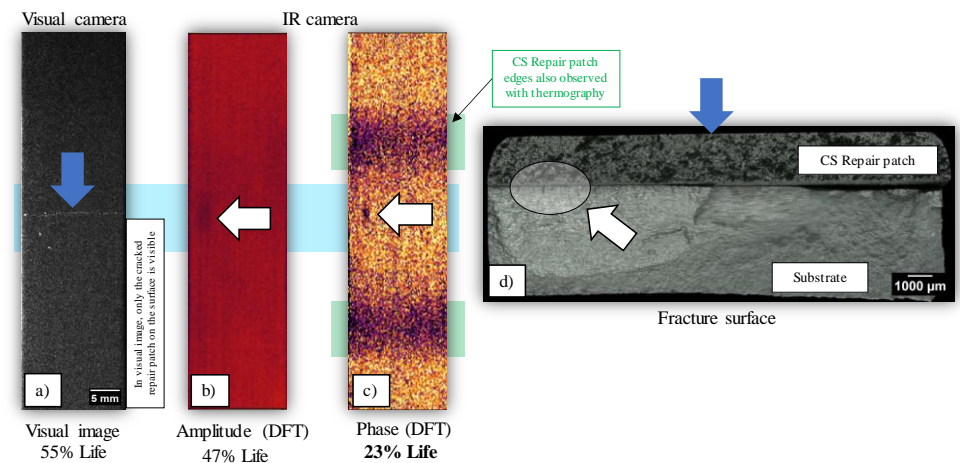 Visual camera
IR camera
CS Repair patch
edges also observed
with thermography
CS Repair patch
In visual image, only the cracked
repair patch on the surface is visible
Substrate
a)
5 mm
b)
c)
d)
1000 µm
Fracture surface
Visual image
55% Life
Amplitude (DFT)
47% Life
Phase (DFT)
23% Life